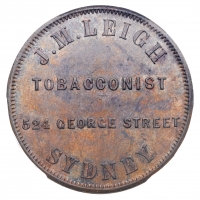 J.M.LEIGH
TOBACCONIST
524 GEORGE STREET
SYDNEY